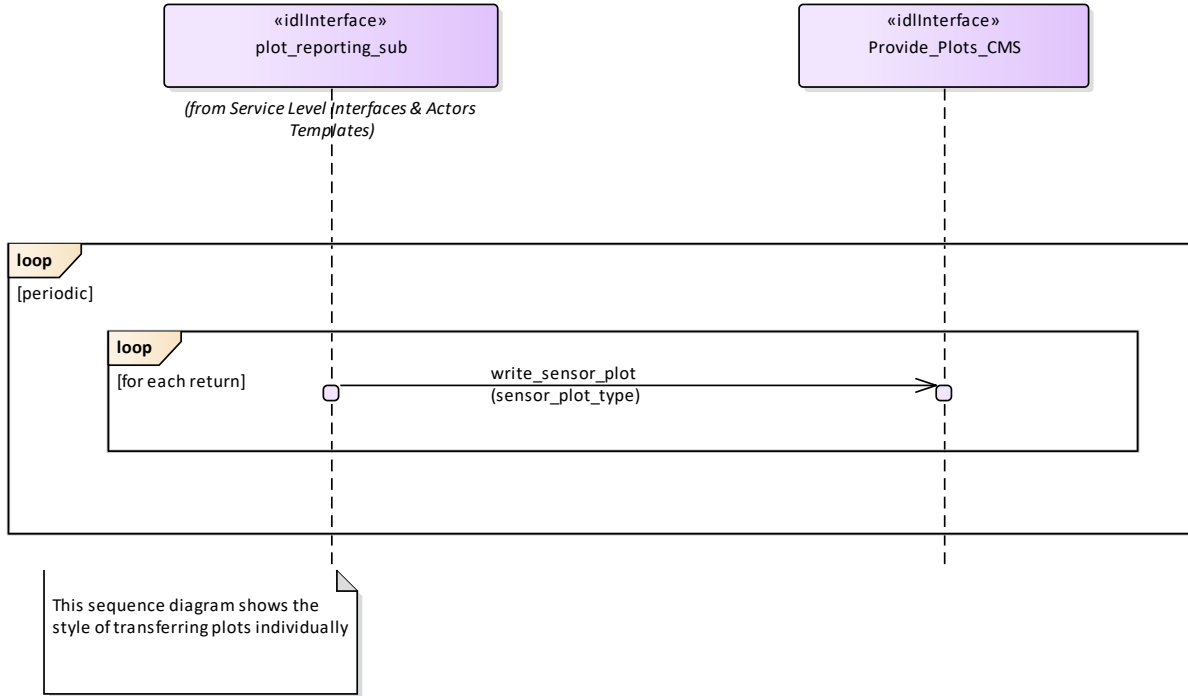 «idlInterface»
plot_reporting_sub
«idlInterface»
Provide_Plots_CMS
(from Service Level Interfaces & Actors
Templates)
loop
[periodic]
loop
[for each return]
write_sensor_plot
(sensor_plot_type)
This sequence diagram shows the
style of transferring plots individually